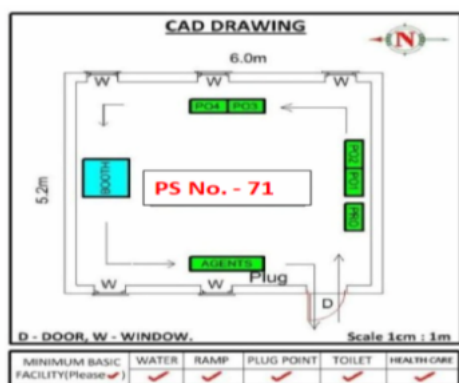 CAD DRAWING
N
6.0m
W W W
PO4 PO3
5.2m
BOOTH
PS No. - 71
PO2
PO1
PRO
AGENTS
Plug
W W
D
D - DOOR, W - WINDOW. Scale 1cm : 1m
MINIMUM BASIC FACILITY(Please✓) WATER RAMP PLUG POINT TOILET HEALTH CARE
✓ ✓ ✓ ✓ ✓